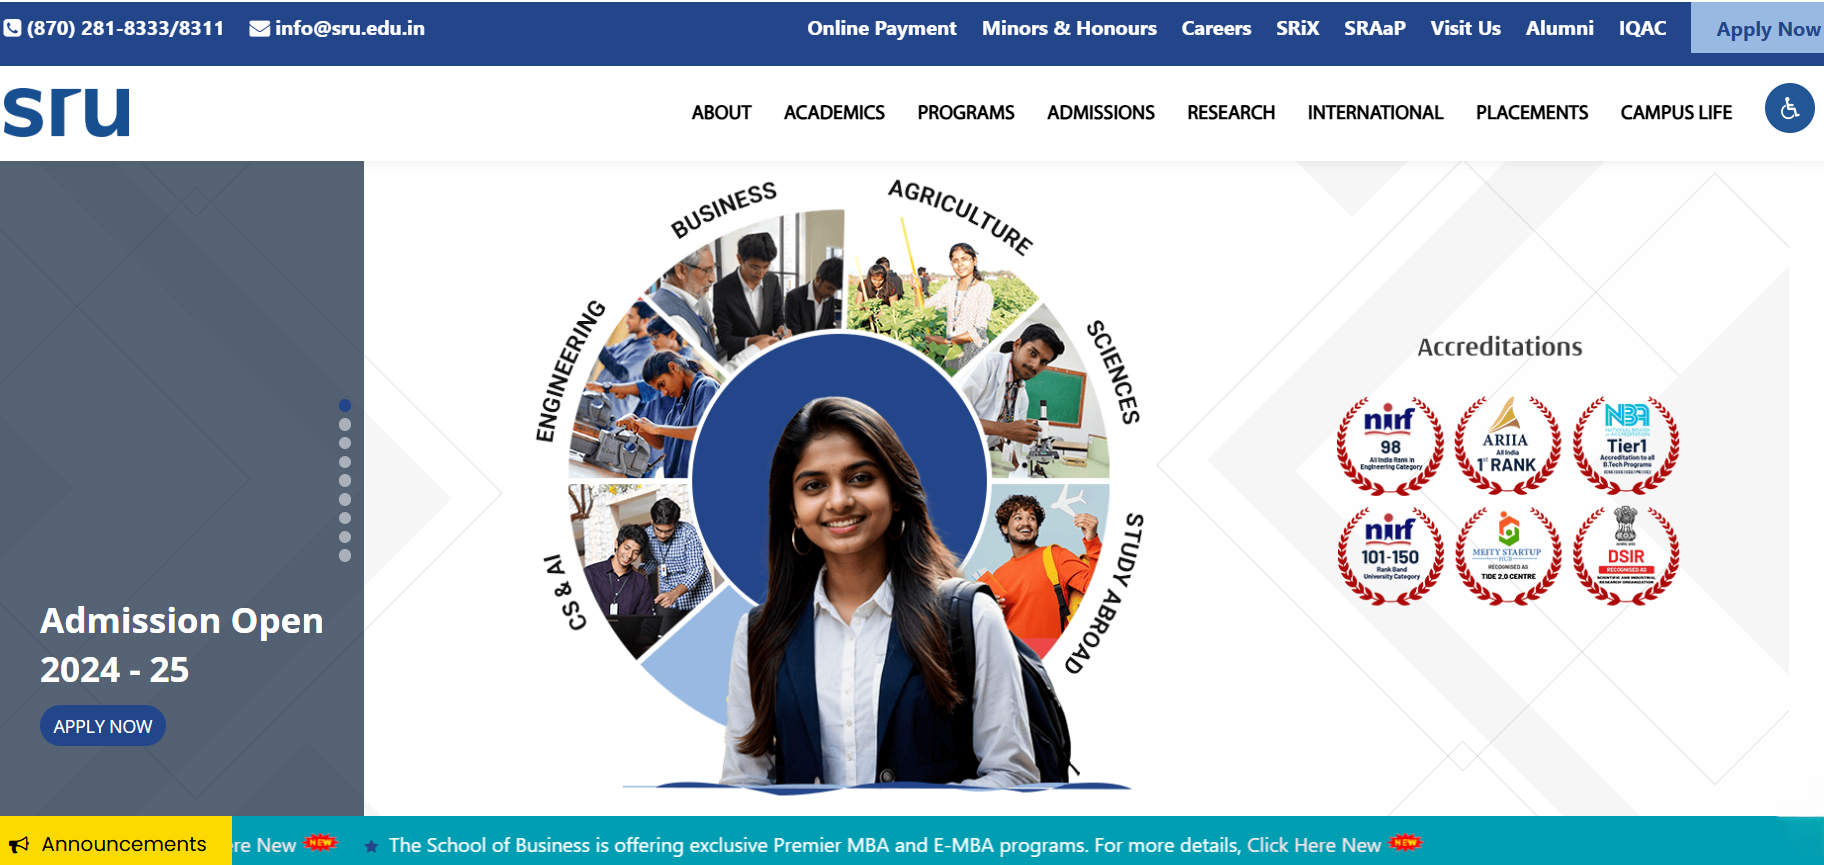 (870) 281-8333/8311 info@sru.edu.in Online Payment Minors & Honours Careers SRiX SRAaP Visit Us Alumni IQAC Apply Now
sru
ABOUT ACADEMICS PROGRAMS ADMISSIONS RESEARCH INTERNATIONAL PLACEMENTS CAMPUS LIFE
BUSINESS
AGRICULTURE
ENGINEERING
SCIENCES
CS & AI
STUDY ABROAD
Admission Open
2024 - 25
APPLY NOW
Accreditations
nirf
98
All India Rank in
Engineering Category
ARIIA
All India
1st RANK
NBA
NATIONAL BOARD
Tier1
Accreditation to all
B.Tech Programs
nirf
101-150
Rank Band
University Category
MEITY STARTUP
HUB
RECOGNISED AS
TIDE 2.0 CENTRE
DSIR
RECOGNISED AS
SCIENTIFIC AND INDUSTRIAL
RESEARCH ORGANIZATION
Announcements ere New NEW The School of Business is offering exclusive Premier MBA and E-MBA programs. For more details, Click Here New NEW